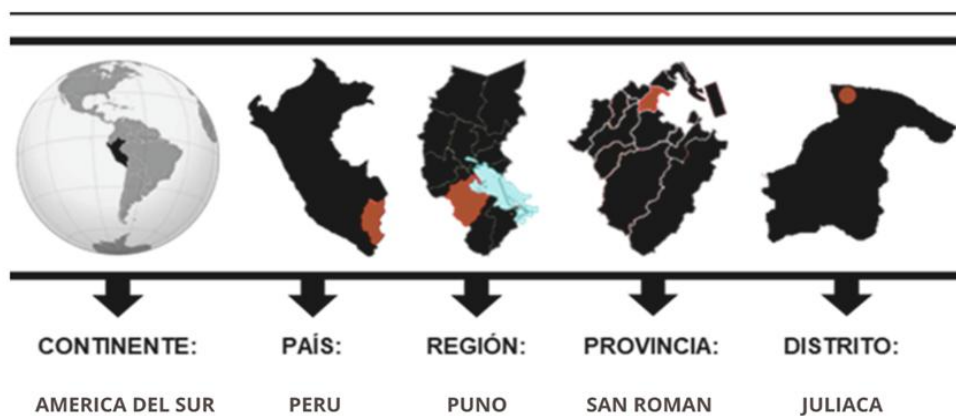 CONTINENTE: PAÍS: REGIÓN: PROVINCIA: DISTRITO:
AMERICA DEL SUR PERU PUNO SAN ROMAN JULIACA